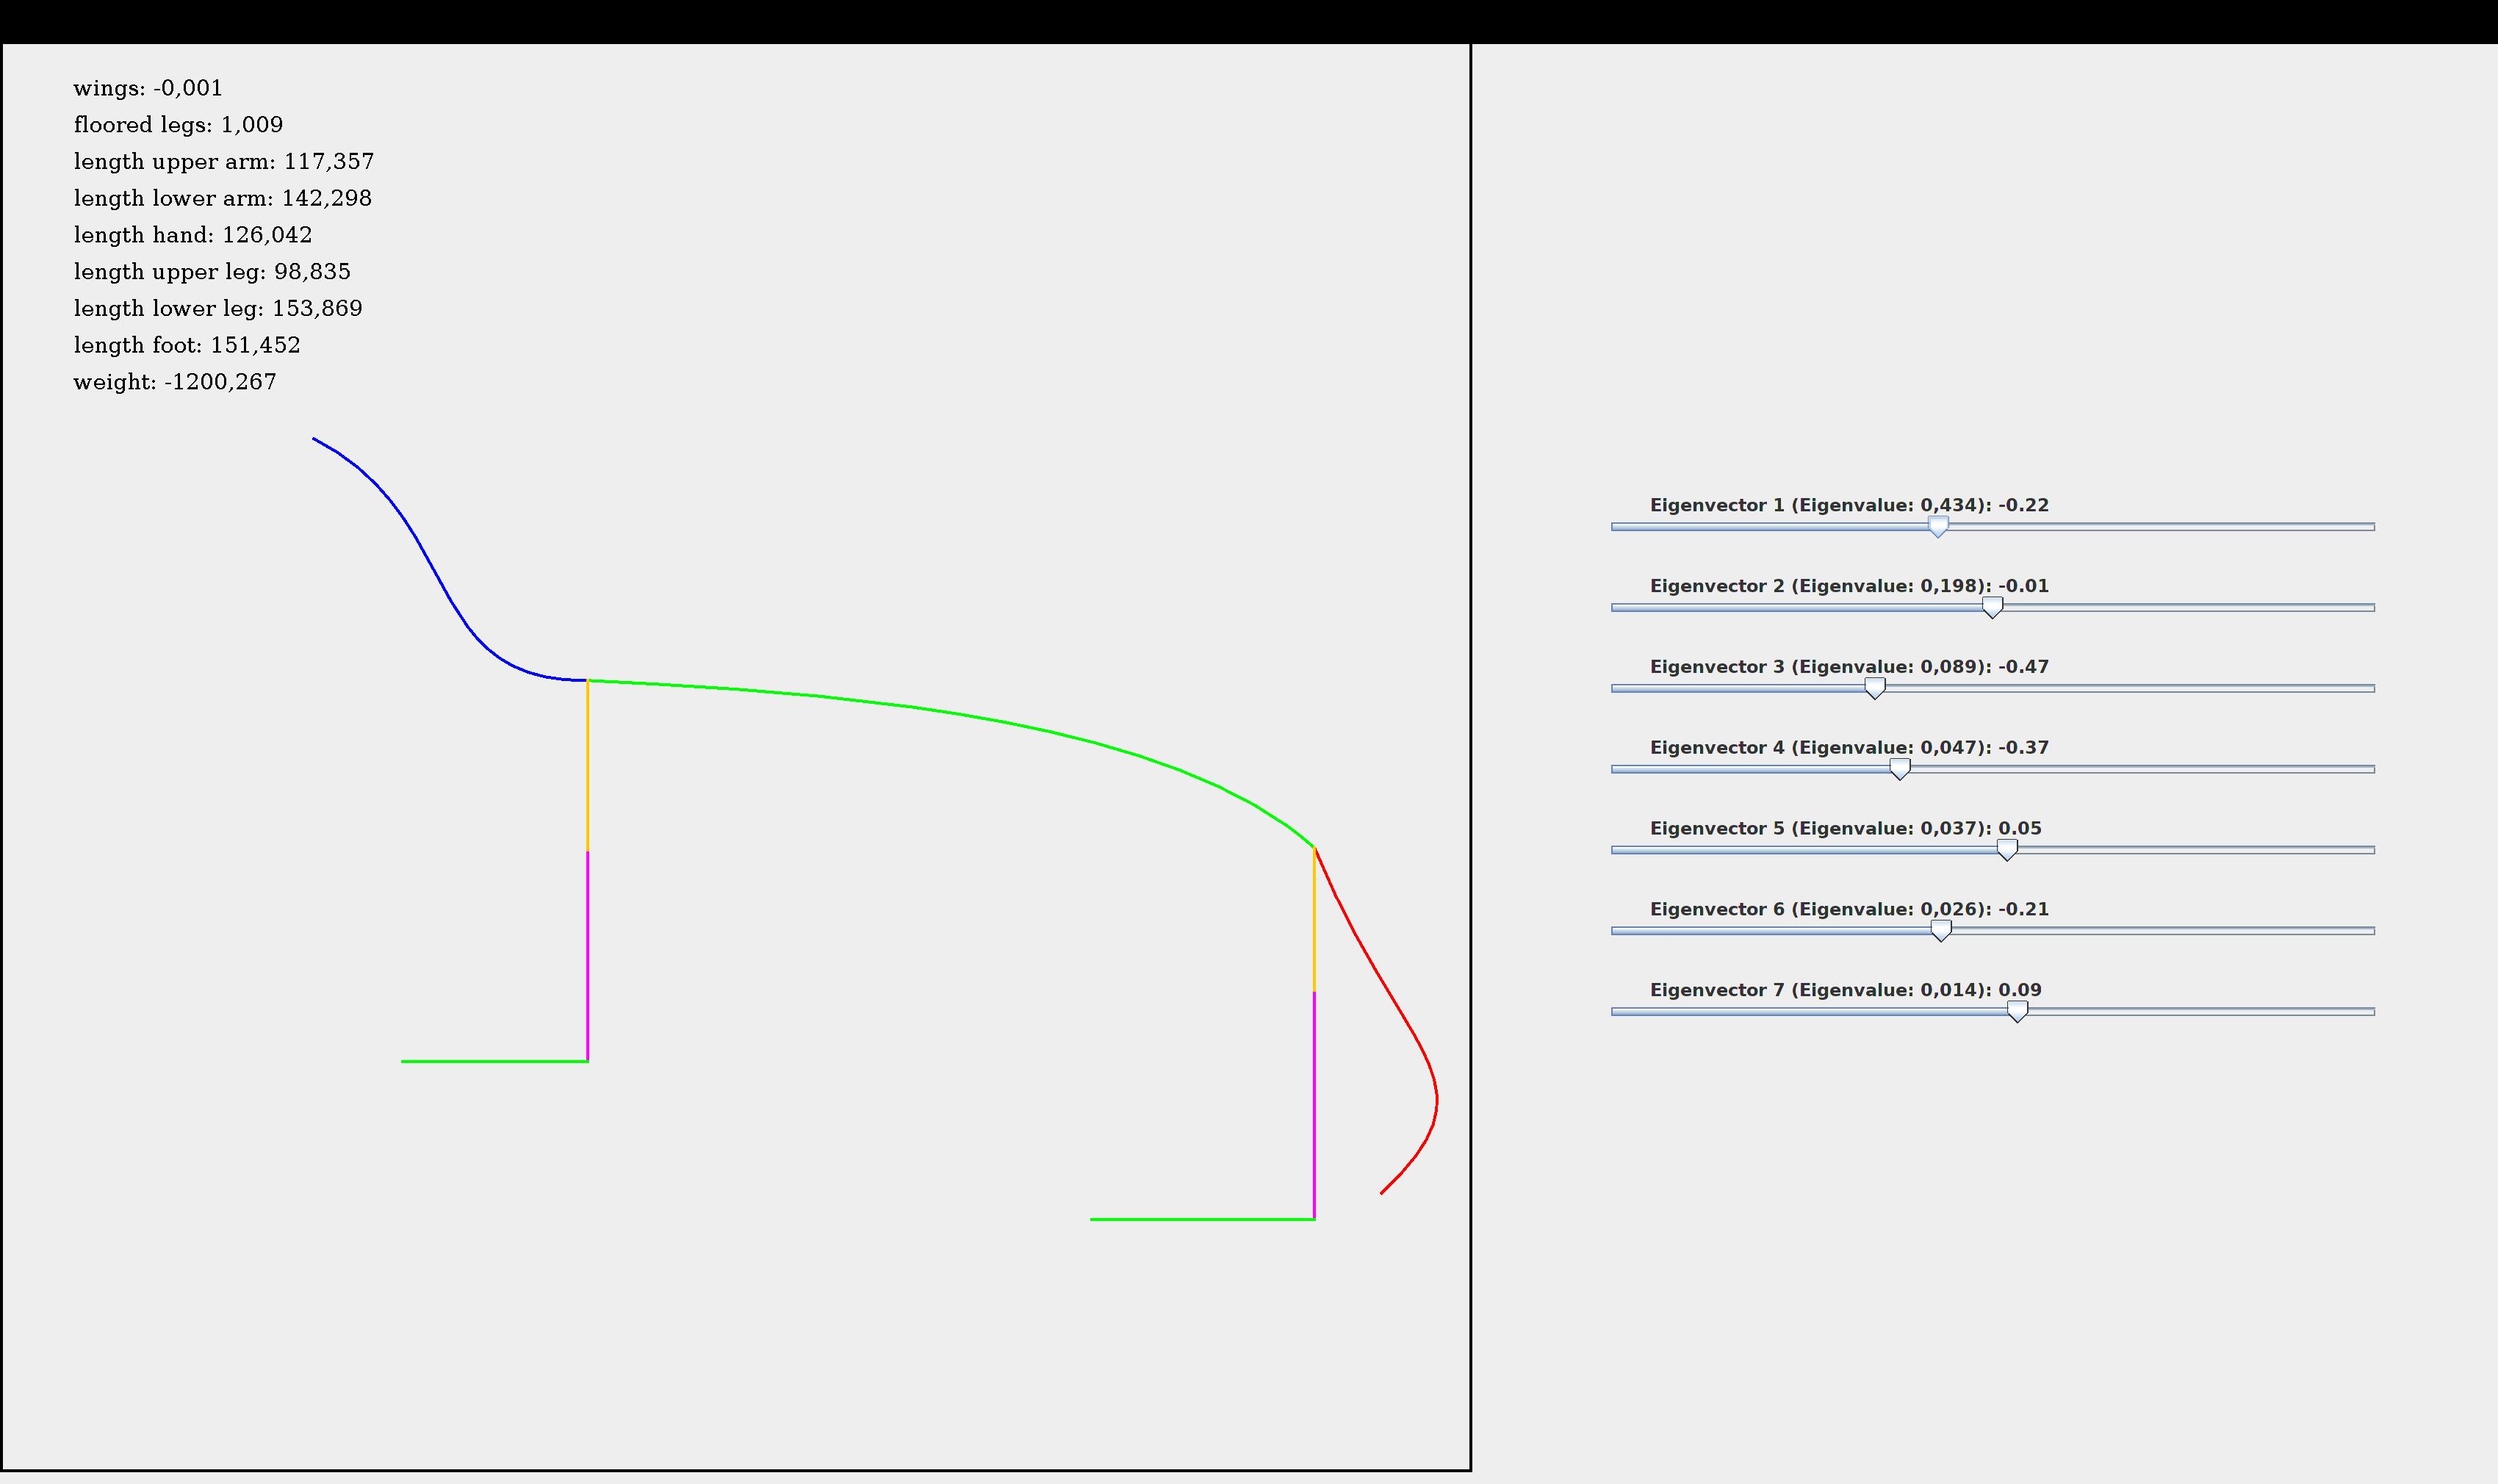 wings: -0,001
floored legs: 1,009
length upper arm: 117,357
length lower arm: 142,298
length hand: 126,042
length upper leg: 98,835
length lower leg: 153,869
length foot: 151,452
weight: -1200,267
Eigenvector 1 (Eigenvalue: 0,434): -0.22
Eigenvector 2 (Eigenvalue: 0,198): -0.01
Eigenvector 3 (Eigenvalue: 0,089): -0.47
Eigenvector 4 (Eigenvalue: 0,047): -0.37
Eigenvector 5 (Eigenvalue: 0,037): 0.05
Eigenvector 6 (Eigenvalue: 0,026): -0.21
Eigenvector 7 (Eigenvalue: 0,014): 0.09